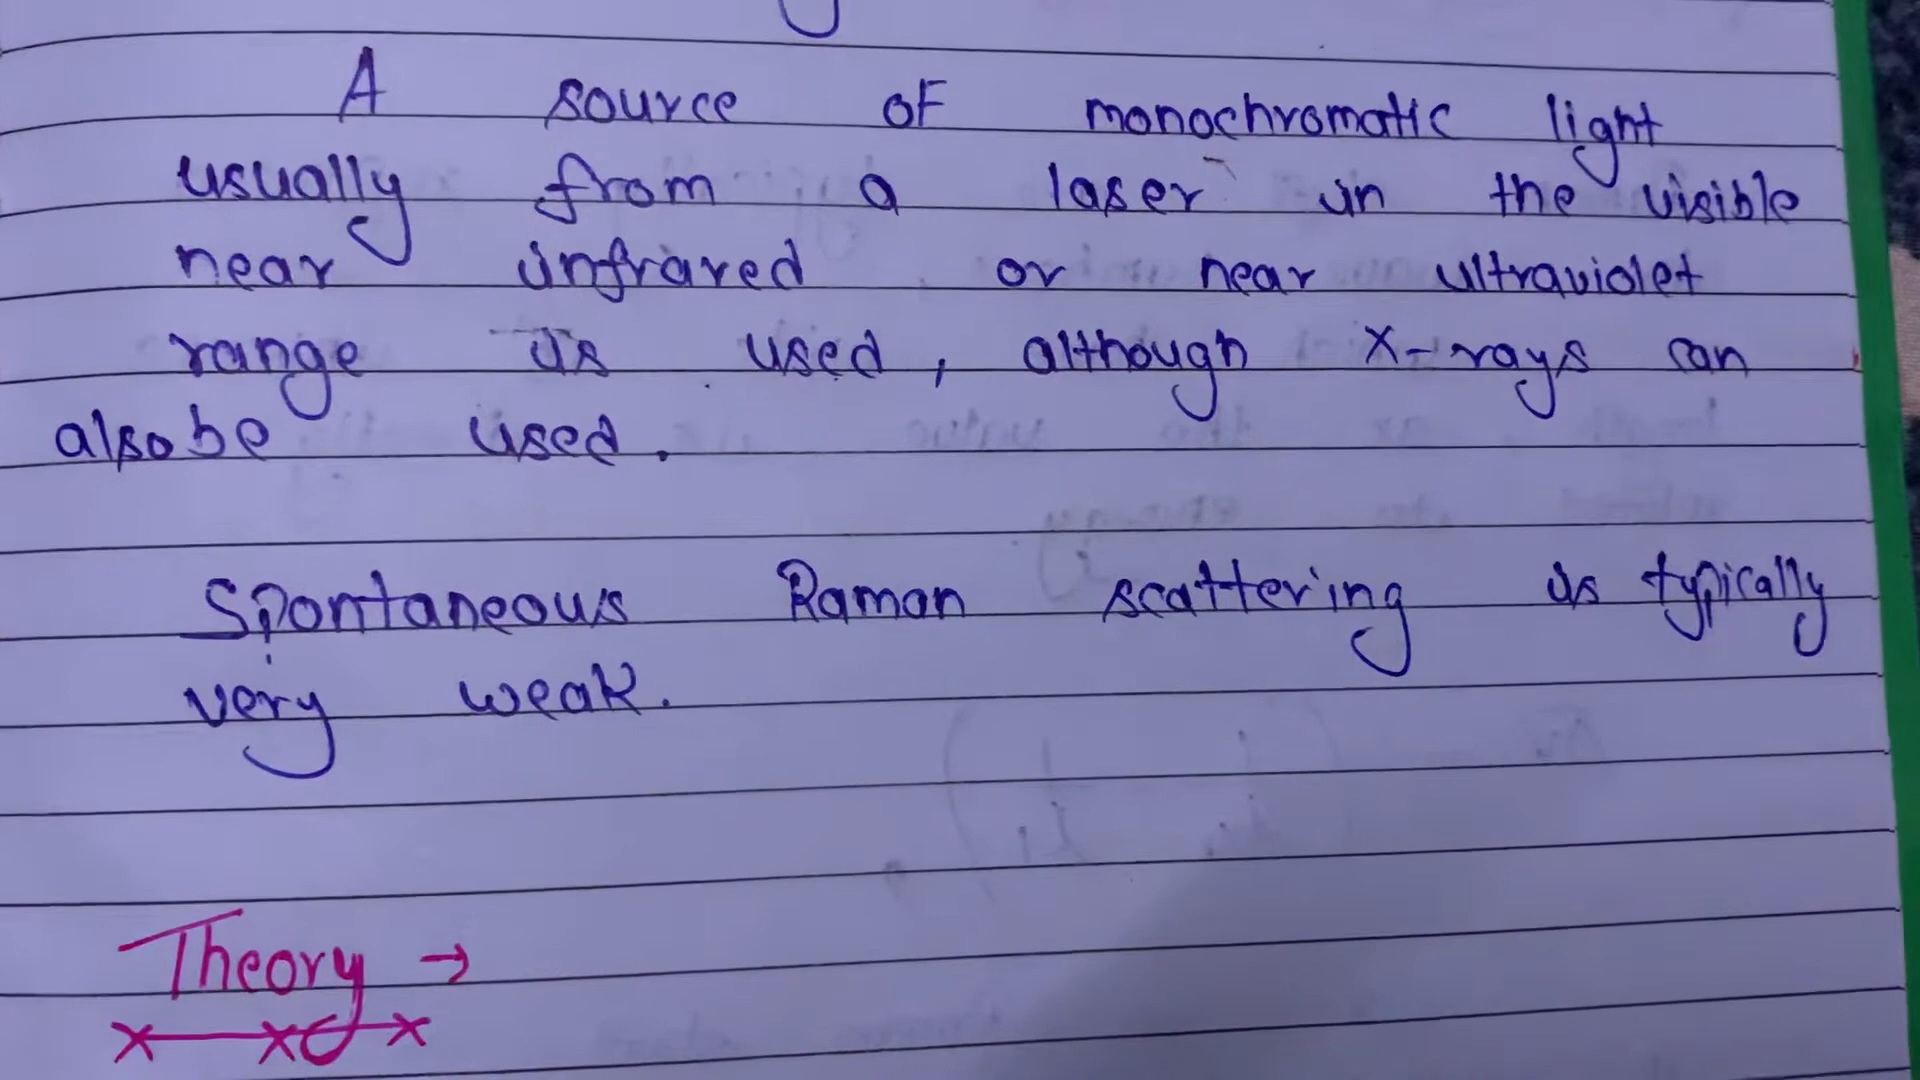 A source of monochromatic light
usually from a laser in the visible
near infrared or near ultraviolet
range is used, although X-rays can
also be used.
Spontaneous Raman scattering is typically
very weak.
Theory →